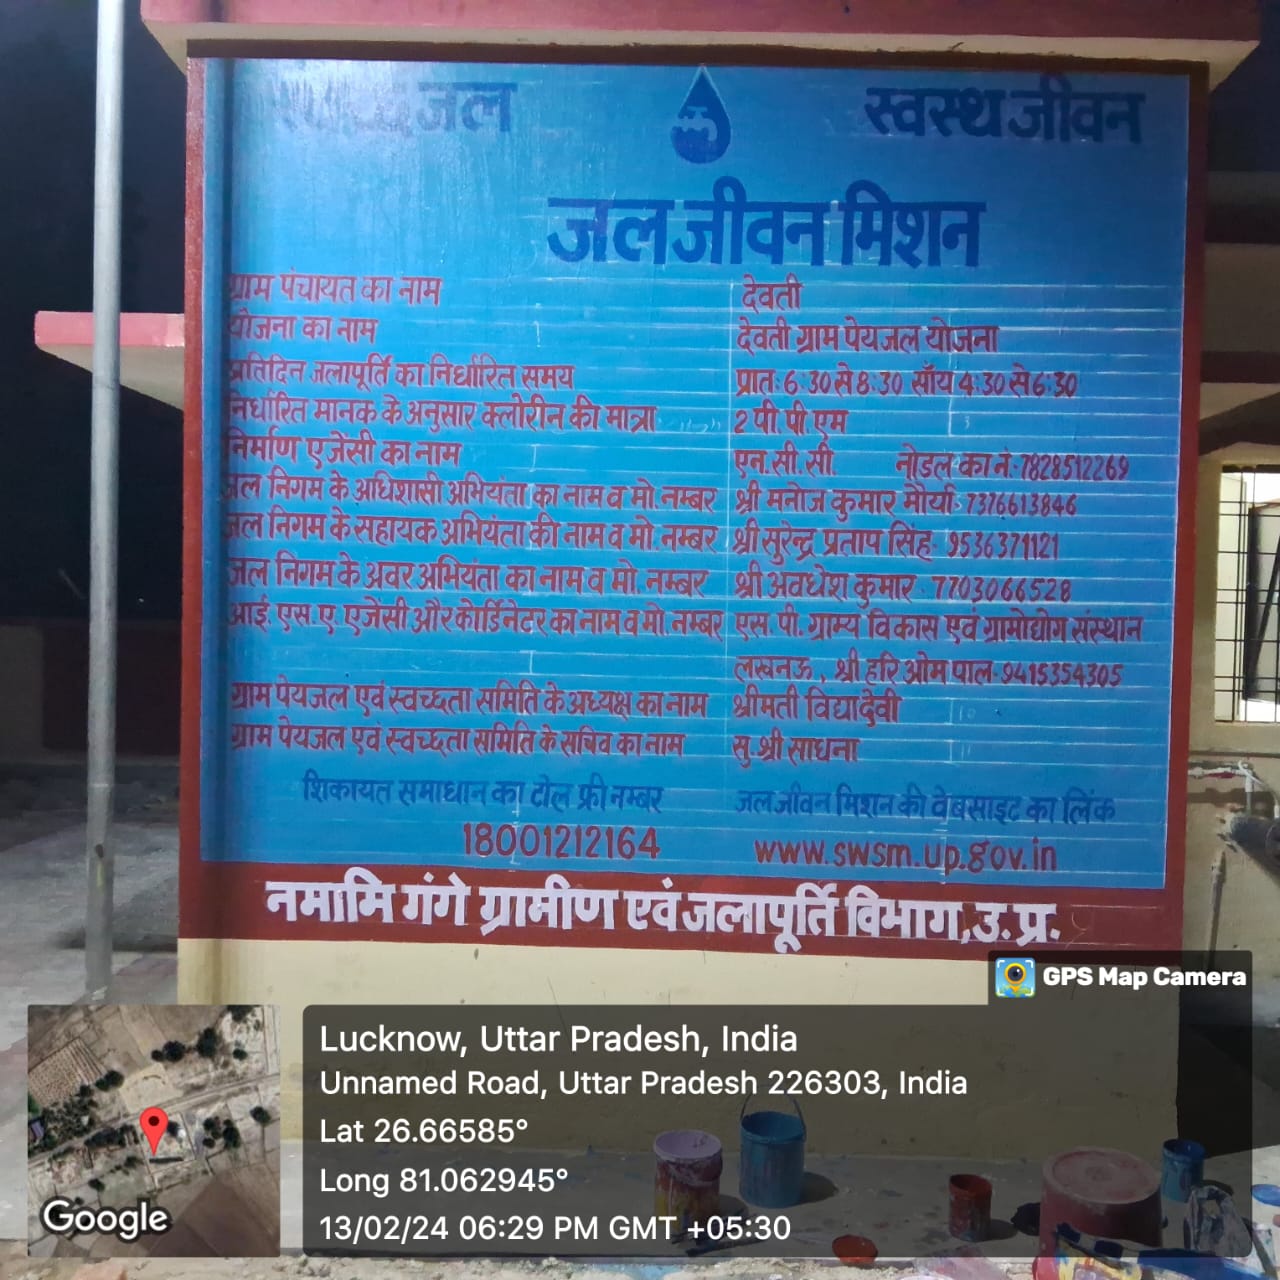 स्वच्छ जल स्वस्थ जीवन
जल जीवन मिशन
ग्राम पंचायत का नाम देवती
योजना का नाम देवती ग्राम पेयजल योजना
प्रतिदिन जलापूर्ति का निर्धारित समय प्रातः 6:30 से 8:30 साँय 4:30 से 6:30
निर्धारित मानक के अनुसार क्लोरीन की मात्रा 2 पी.पी.एम
निर्माण एजेंसी का नाम एन.सी.सी. नोडल का नं.-7828512269
जल निगम के अधिशासी अभियंता का नाम व मो. नम्बर श्री मनोज कुमार मौर्या-7376613846
जल निगम के सहायक अभियंता की नाम व मो. नम्बर श्री सुरेन्द्र प्रताप सिंह- 9536371121
जल निगम के अवर अभियंता का नाम व मो. नम्बर श्री अवधेश कुमार- 7703066528
आई. एस. ए. एजेंसी और कोर्डिनेटर का नाम व मो. नम्बर एस. पी. ग्राम्य विकास एवं ग्रामोद्योग संस्थान
लखनऊ, श्री हरि ओम पाल-9415354305
ग्राम पेयजल एवं स्वच्छता समिति के अध्यक्ष का नाम श्रीमती विद्यादेवी
ग्राम पेयजल एवं स्वच्छता समिति के सचिव का नाम सु. श्री साधना
शिकायत समाधान का टोल फ्री नम्बर जल जीवन मिशन की वेबसाइट का लिंक
18001212164 www.swsm.up.gov.in
नमामि गंगे ग्रामीण एवं जलापूर्ति विभाग,उ.प्र.
GPS Map Camera
Lucknow, Uttar Pradesh, India
Unnamed Road, Uttar Pradesh 226303, India
Lat 26.66585°
Long 81.062945°
13/02/24 06:29 PM GMT +05:30
Google